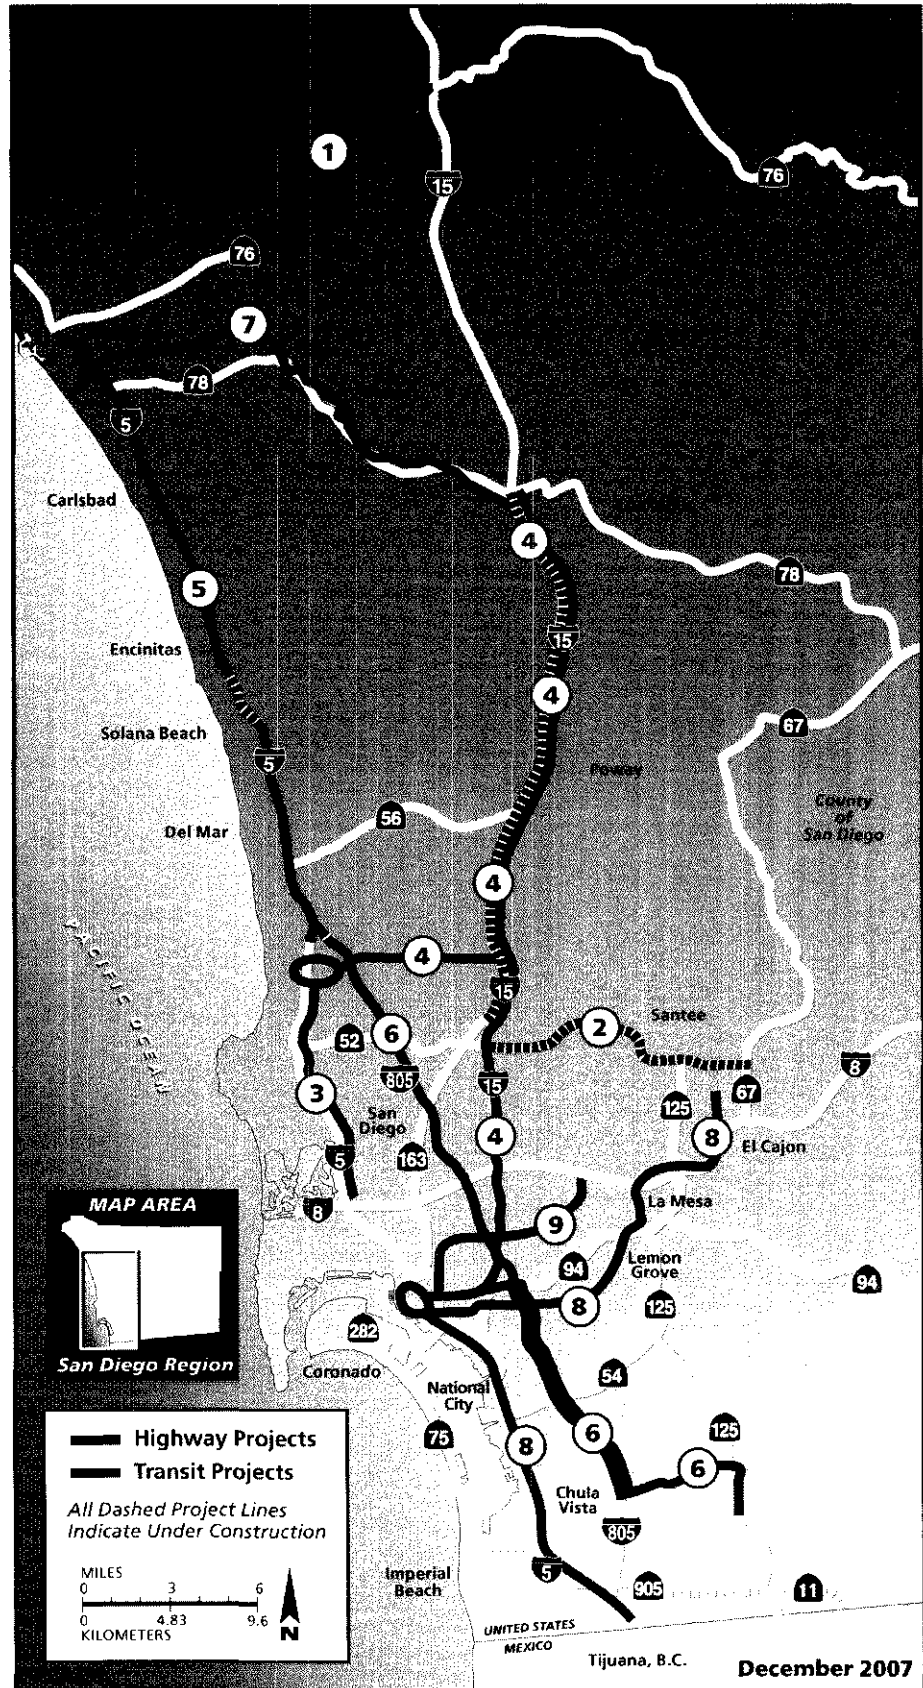 1
15
76
76
7
78
5
Carlsbad
4
78
5
15
Encinitas
4
67
Solana Beach
5
Poway
County
of
San Diego
56
Del Mar
4
4
PACIFIC OCEAN
15
2
Santee
6
52
8
805
15
67
3
125
San
Diego
4
8
El Cajon
5
163
La Mesa
8
9
MAP AREA
San Diego Region
94
Lemon
Grove
94
8
125
282
Coronado
54
National
City
75
8
6
125
6
Chula
Vista
805
Highway Projects
Transit Projects
All Dashed Project Lines
Indicate Under Construction
MILES
0 3 6
0 4.83 9.6
KILOMETERS
N
Imperial
Beach
5
905
11
UNITED STATES
MEXICO
Tijuana, B.C.
December 2007